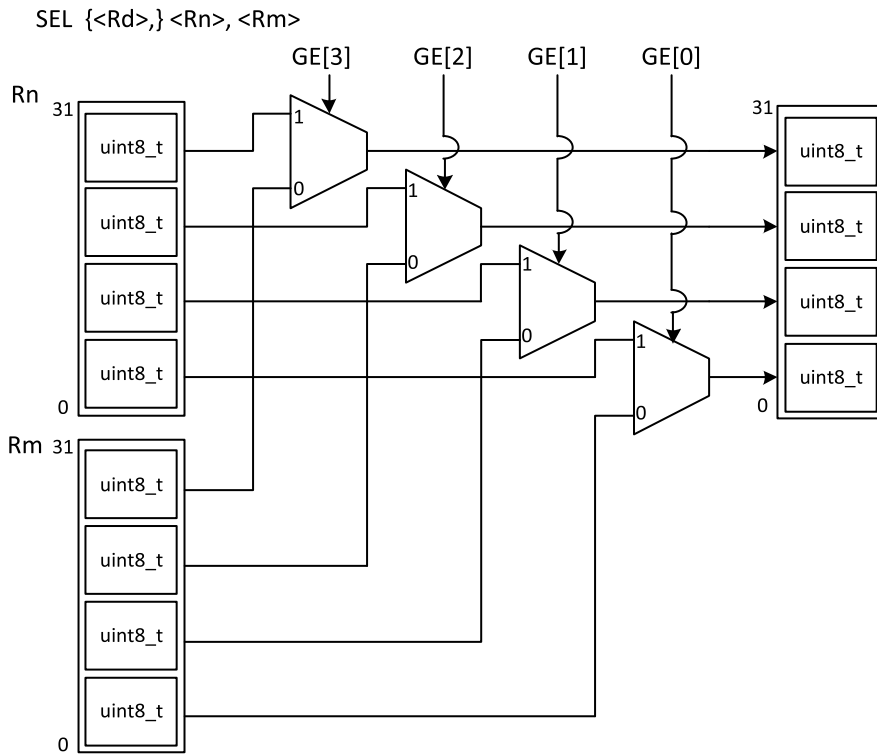 SEL {<Rd>,} <Rn>, <Rm>
GE[3] GE[2] GE[1] GE[0]
Rn
31
31
1
uint8_t
uint8_t
0
1
uint8_t
uint8_t
0
1
uint8_t
uint8_t
0
1
uint8_t
uint8_t
0
0
0
Rm
31
uint8_t
uint8_t
uint8_t
uint8_t
0